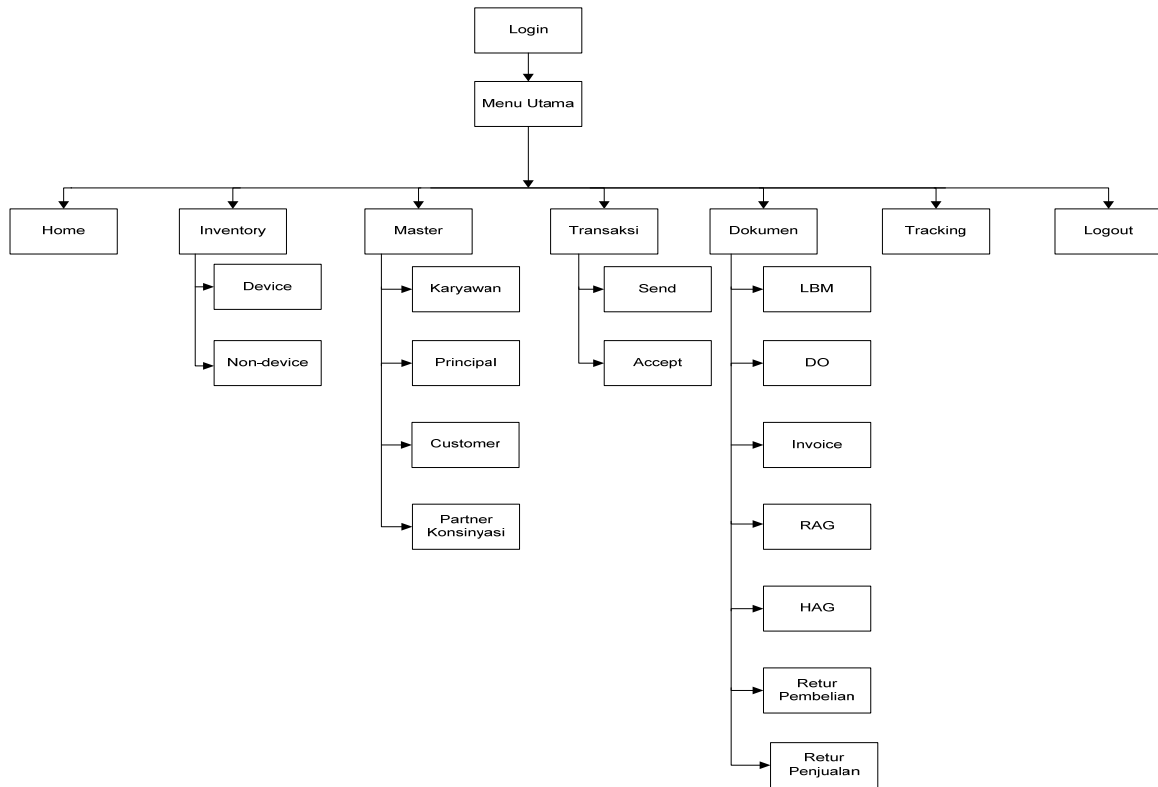 Login
Menu Utama
Home
Inventory
Master
Transaksi
Dokumen
Tracking
Logout
Device
Non-device
Karyawan
Principal
Customer
Partner
Konsinyasi
Send
Accept
LBM
DO
Invoice
RAG
HAG
Retur
Pembelian
Retur
Penjualan